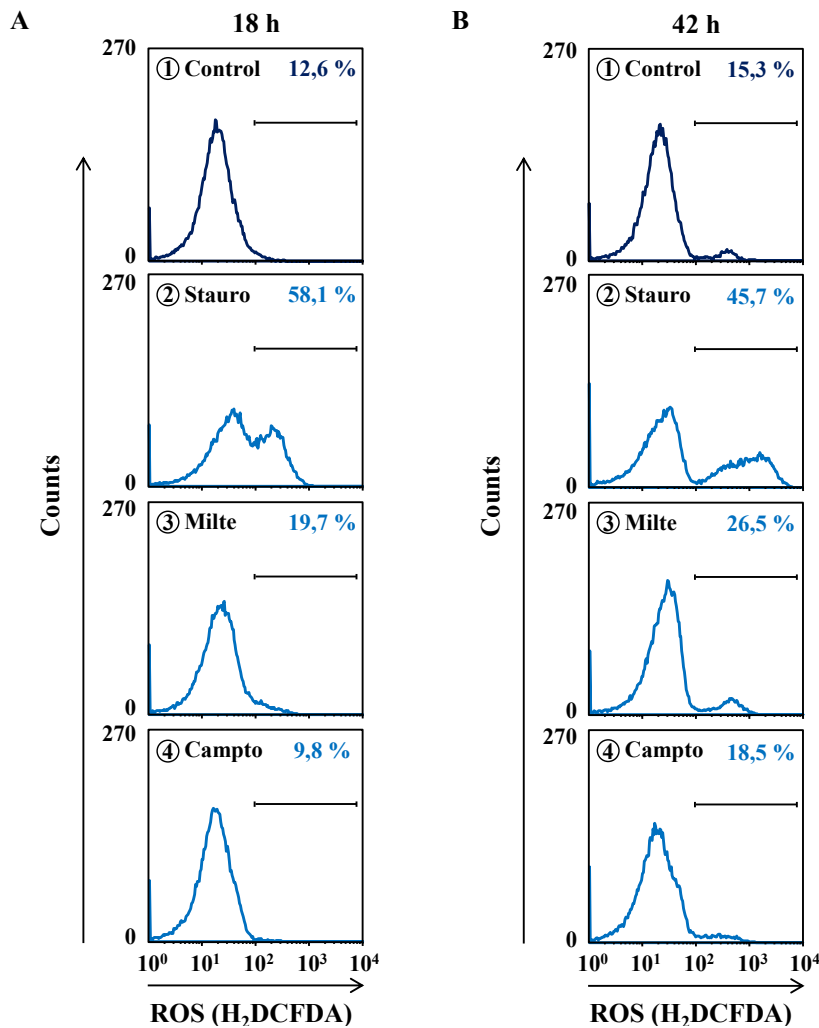 A
18 h
270
① Control 12,6 %
0
270
② Stauro 58,1 %
0
270
③ Milte 19,7 %
0
270
④ Campto 9,8 %
0
10⁰ 10¹ 10² 10³ 10⁴
Counts
ROS (H₂DCFDA)
B
42 h
270
① Control 15,3 %
0
270
② Stauro 45,7 %
0
270
③ Milte 26,5 %
0
270
④ Campto 18,5 %
0
10⁰ 10¹ 10² 10³ 10⁴
Counts
ROS (H₂DCFDA)